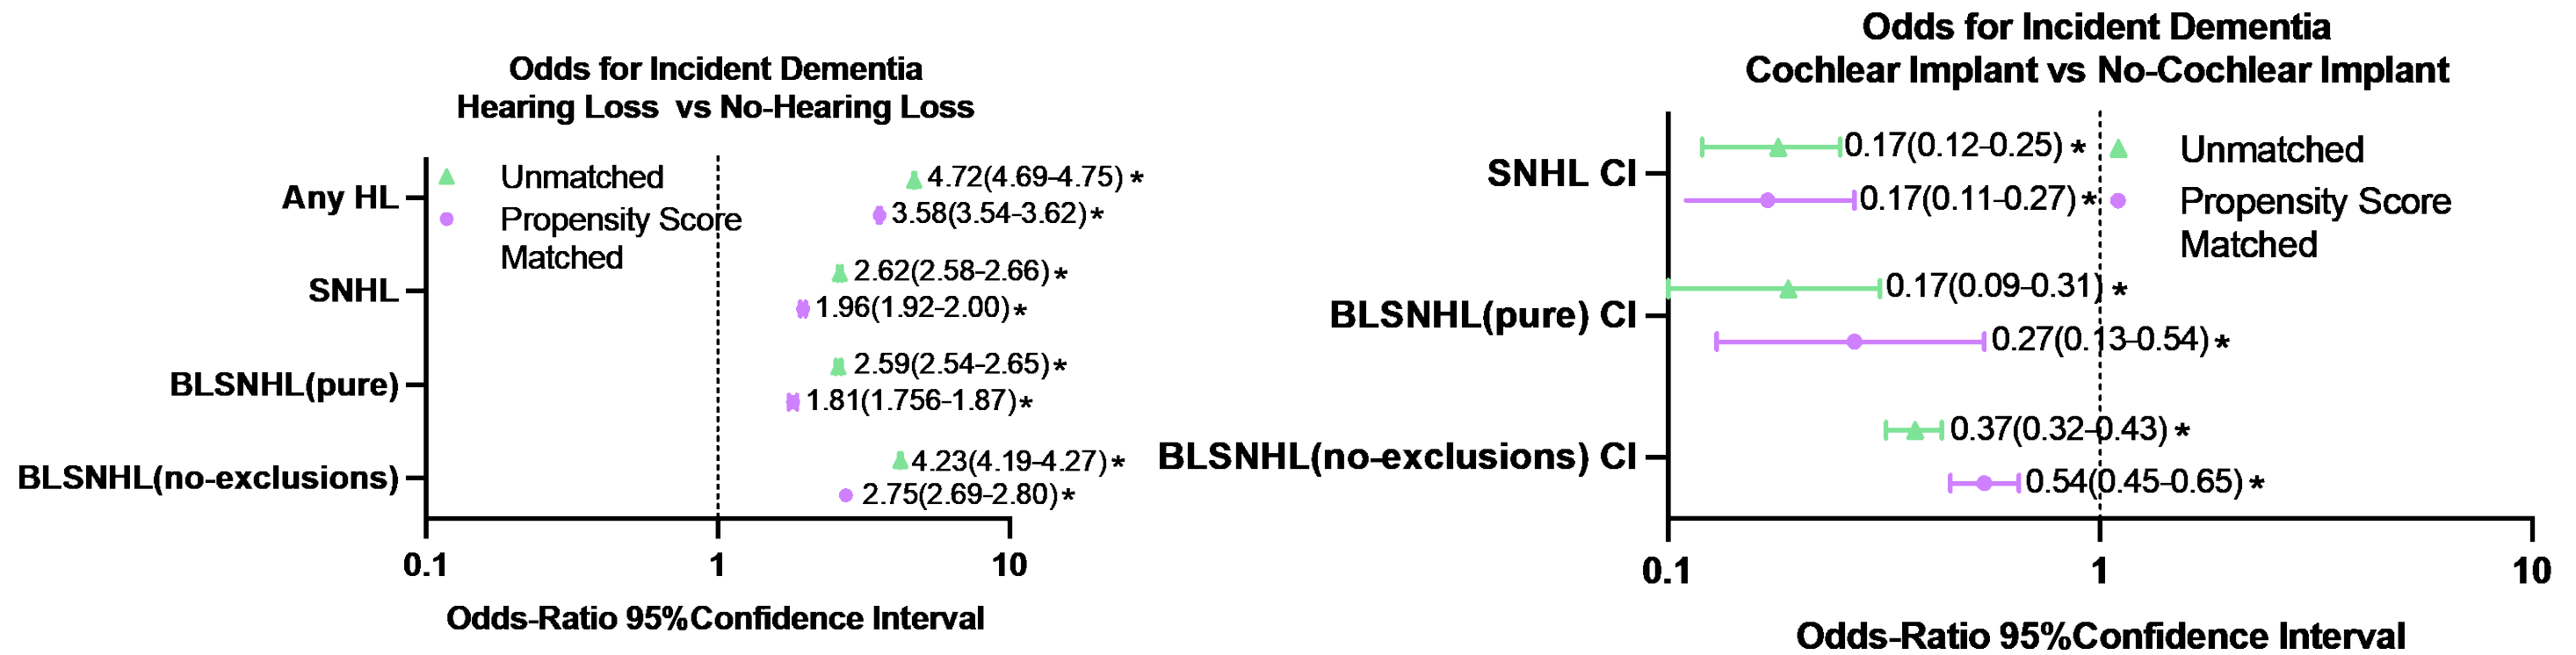 Odds for Incident Dementia
Hearing Loss vs No-Hearing Loss
Unmatched
Propensity Score
Matched
Any HL
4.72(4.69-4.75) *
3.58(3.54-3.62) *
SNHL
2.62(2.58-2.66) *
1.96(1.92-2.00) *
BLSNHL(pure)
2.59(2.54-2.65) *
1.81(1.756-1.87) *
BLSNHL(no-exclusions)
4.23(4.19-4.27) *
2.75(2.69-2.80) *
0.1 1 10
Odds-Ratio 95%Confidence Interval
Odds for Incident Dementia
Cochlear Implant vs No-Cochlear Implant
Unmatched
Propensity Score
Matched
SNHL CI
0.17(0.12-0.25) *
0.17(0.11-0.27) *
BLSNHL(pure) CI
0.17(0.09-0.31) *
0.27(0.13-0.54) *
BLSNHL(no-exclusions) CI
0.37(0.32-0.43) *
0.54(0.45-0.65) *
0.1 1 10
Odds-Ratio 95%Confidence Interval